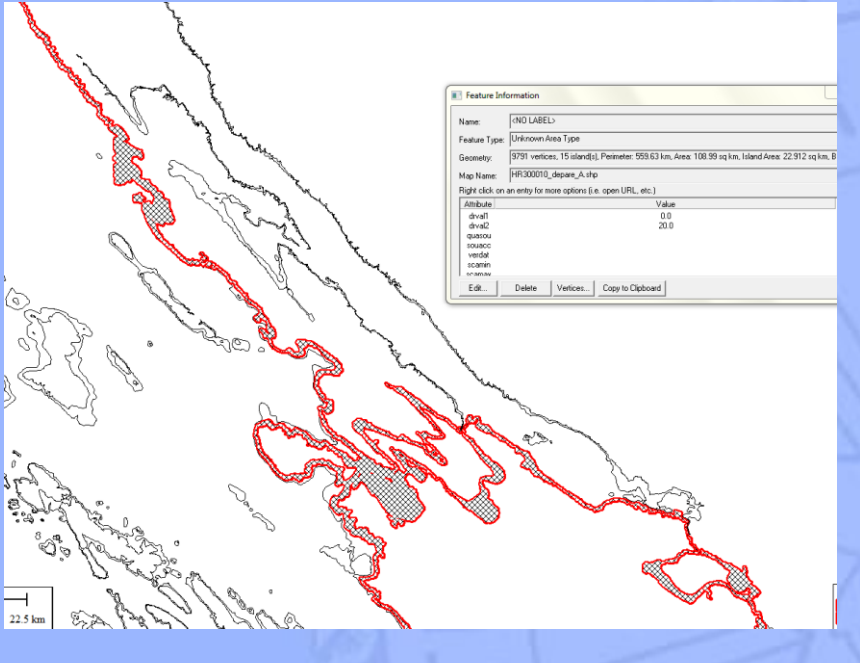 Feature Information
Name: <NO LABEL>
Feature Type: Unknown Area Type
Geometry: 9791 vertices, 15 island(s), Perimeter: 559.63 km, Area: 108.99 sq km, Island Area: 22.912 sq km, B
Map Name: HR300010_depare_A.shp
Right click on an entry for more options (i.e. open URL, etc.)
Attribute Value
drval1 0.0
drval2 20.0
quasou
souacc
verdat
scamin
scamax
Edit... Delete Vertices... Copy to Clipboard
22.5 km